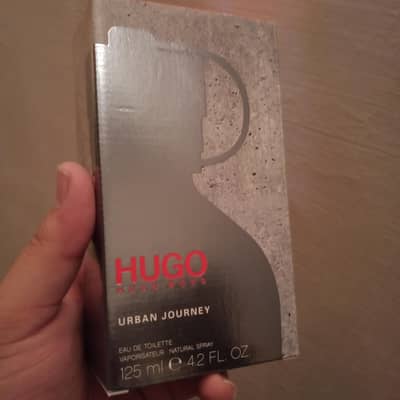 HUGO
HUGO BOSS
URBAN JOURNEY
EAU DE TOILETTE
VAPORISATEUR NATURAL SPRAY
125 ml ℮ 4.2 FL. OZ